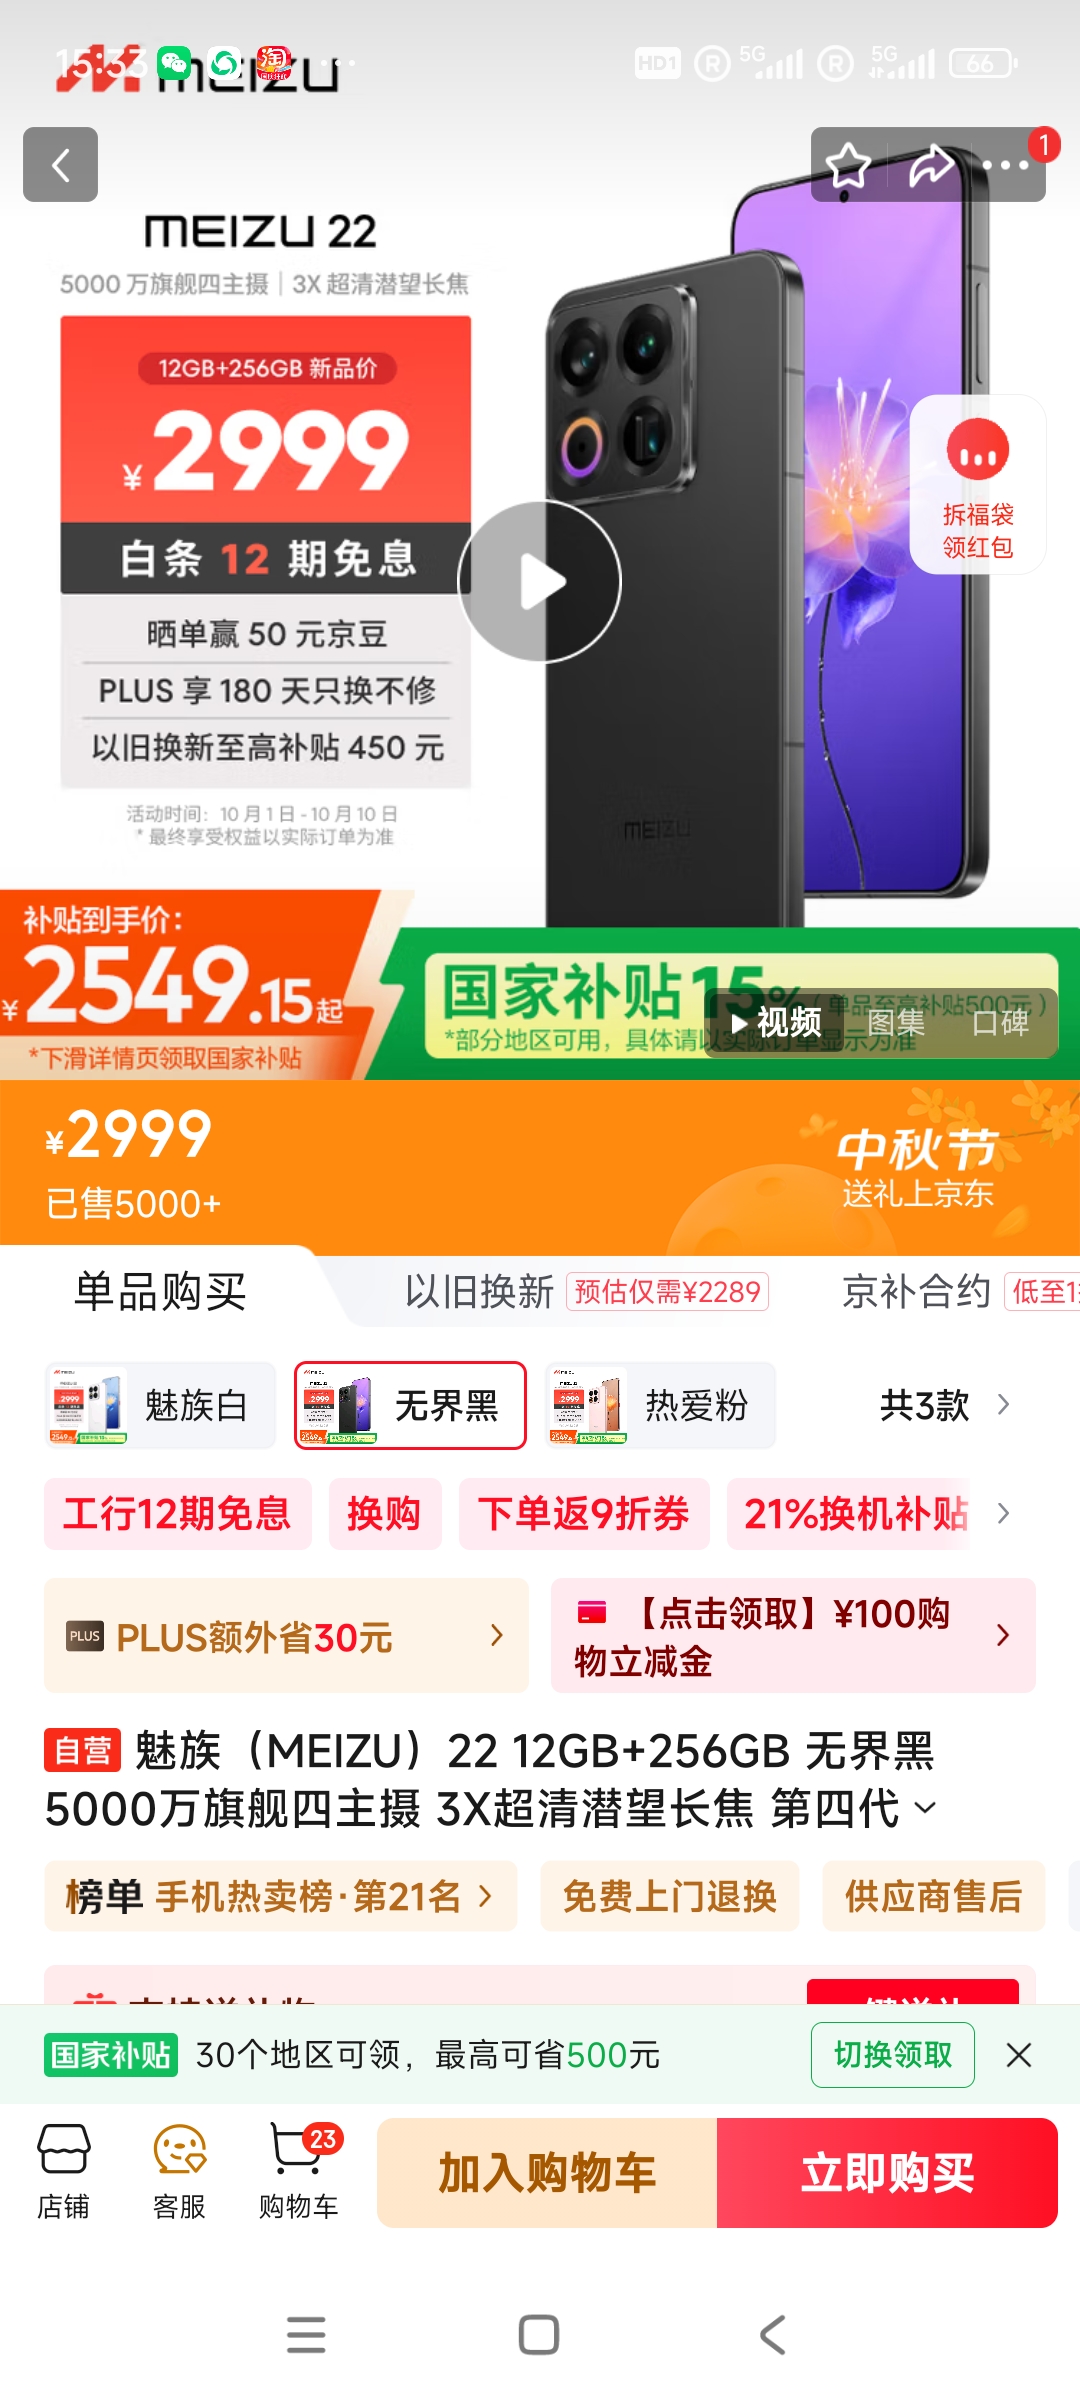 15:33
淘
HD1 R 5G R 5G 66
MEIZU
1
MEIZU 22
5000 万旗舰四主摄｜3X 超清潜望长焦
12GB+256GB 新品价
¥2999
白条 12 期免息
晒单赢 50 元京豆
PLUS 享 180 天只换不修
以旧换新至高补贴 450 元
活动时间：10 月 1 日 - 10 月 10 日
* 最终享受权益以实际订单为准
拆福袋
领红包
MEIZU
补贴到手价：
¥2549.15起
*下滑详情页领取国家补贴
国家补贴15%（单品至高补贴500元）
*部分地区可用，具体请以实际订单显示为准
视频 图集 口碑
¥2999
已售5000+
中秋节
送礼上京东
单品购买 以旧换新 预估仅需¥2289 京补合约 低至1
魅族白 无界黑 热爱粉 共3款
工行12期免息 换购 下单返9折券 21%换机补贴
PLUS PLUS额外省30元
【点击领取】¥100购
物立减金
自营 魅族（MEIZU）22 12GB+256GB 无界黑
5000万旗舰四主摄 3X超清潜望长焦 第四代
榜单 手机热卖榜·第21名 免费上门退换 供应商售后
国家补贴 30个地区可领，最高可省500元 切换领取
店铺 客服 购物车 23 加入购物车 立即购买